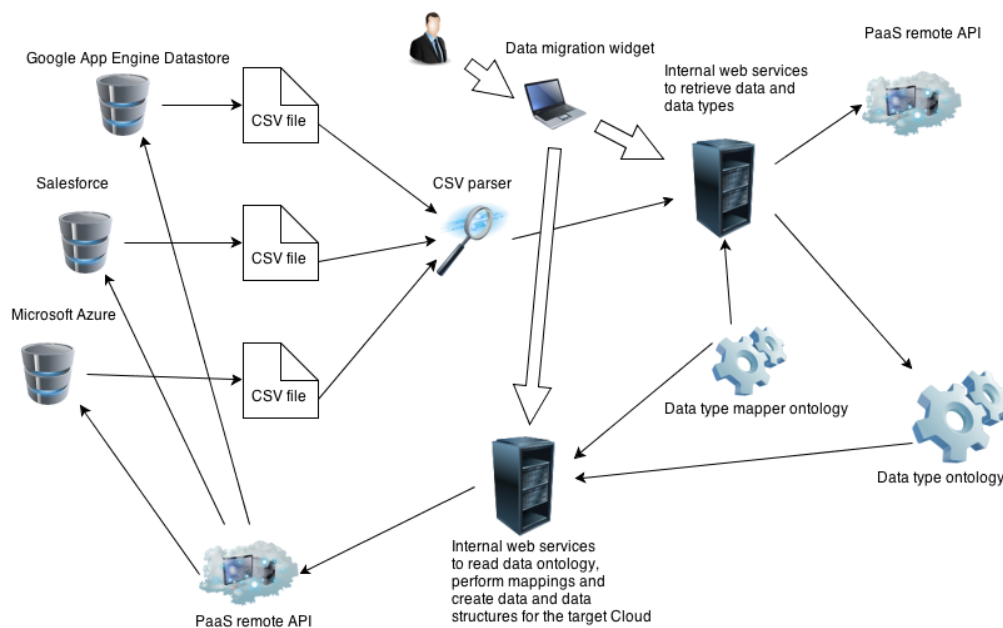 PaaS remote API
Google App Engine Datastore
Data migration widget
Internal web services
to retrieve data and
data types
CSV file
Salesforce
CSV parser
CSV file
Microsoft Azure
CSV file
Data type mapper ontology
Data type ontology
Internal web services
to read data ontology,
perform mappings and
create data and data
structures for the target Cloud
PaaS remote API